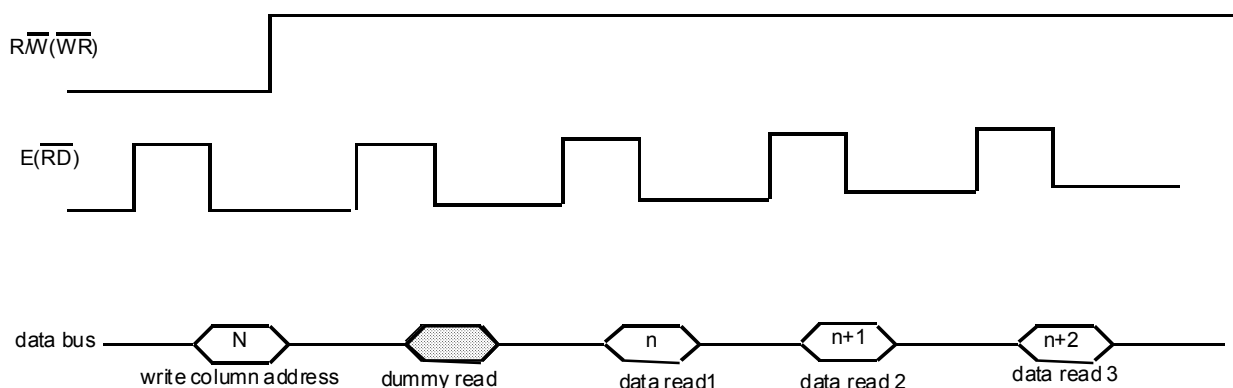 R/W(WR)
E(RD)
data bus
N
n
n+1
n+2
write column address
dummy read
data read1
data read 2
data read 3